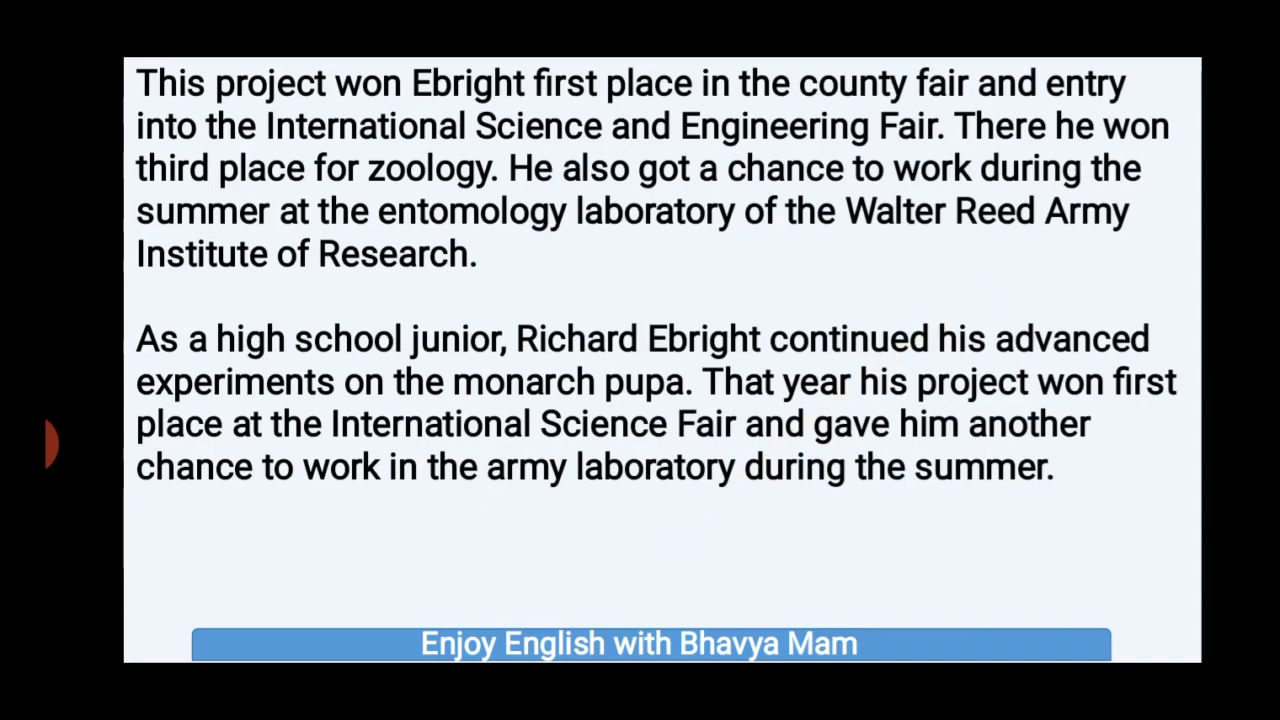 This project won Ebright first place in the county fair and entry
into the International Science and Engineering Fair. There he won
third place for zoology. He also got a chance to work during the
summer at the entomology laboratory of the Walter Reed Army
Institute of Research.
As a high school junior, Richard Ebright continued his advanced
experiments on the monarch pupa. That year his project won first
place at the International Science Fair and gave him another
chance to work in the army laboratory during the summer.
Enjoy English with Bhavya Mam